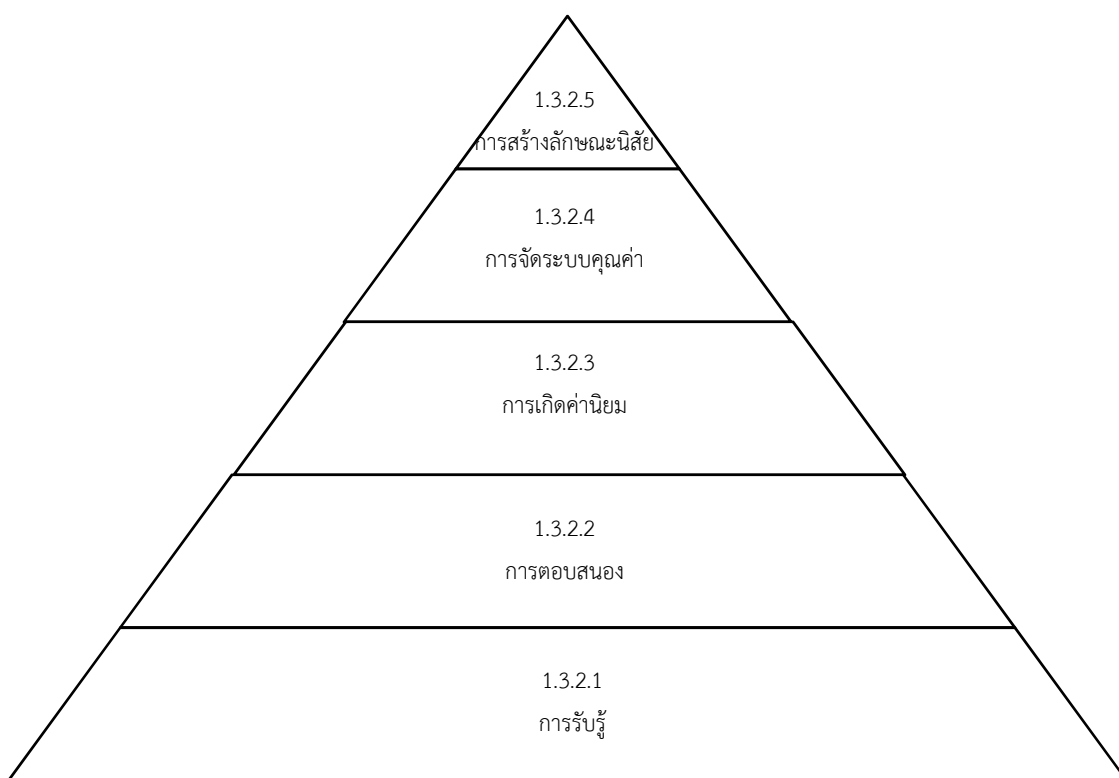 1.3.2.5
การสร้างลักษณะนิสัย
1.3.2.4
การจัดระบบคุณค่า
1.3.2.3
การเกิดค่านิยม
1.3.2.2
การตอบสนอง
1.3.2.1
การรับรู้